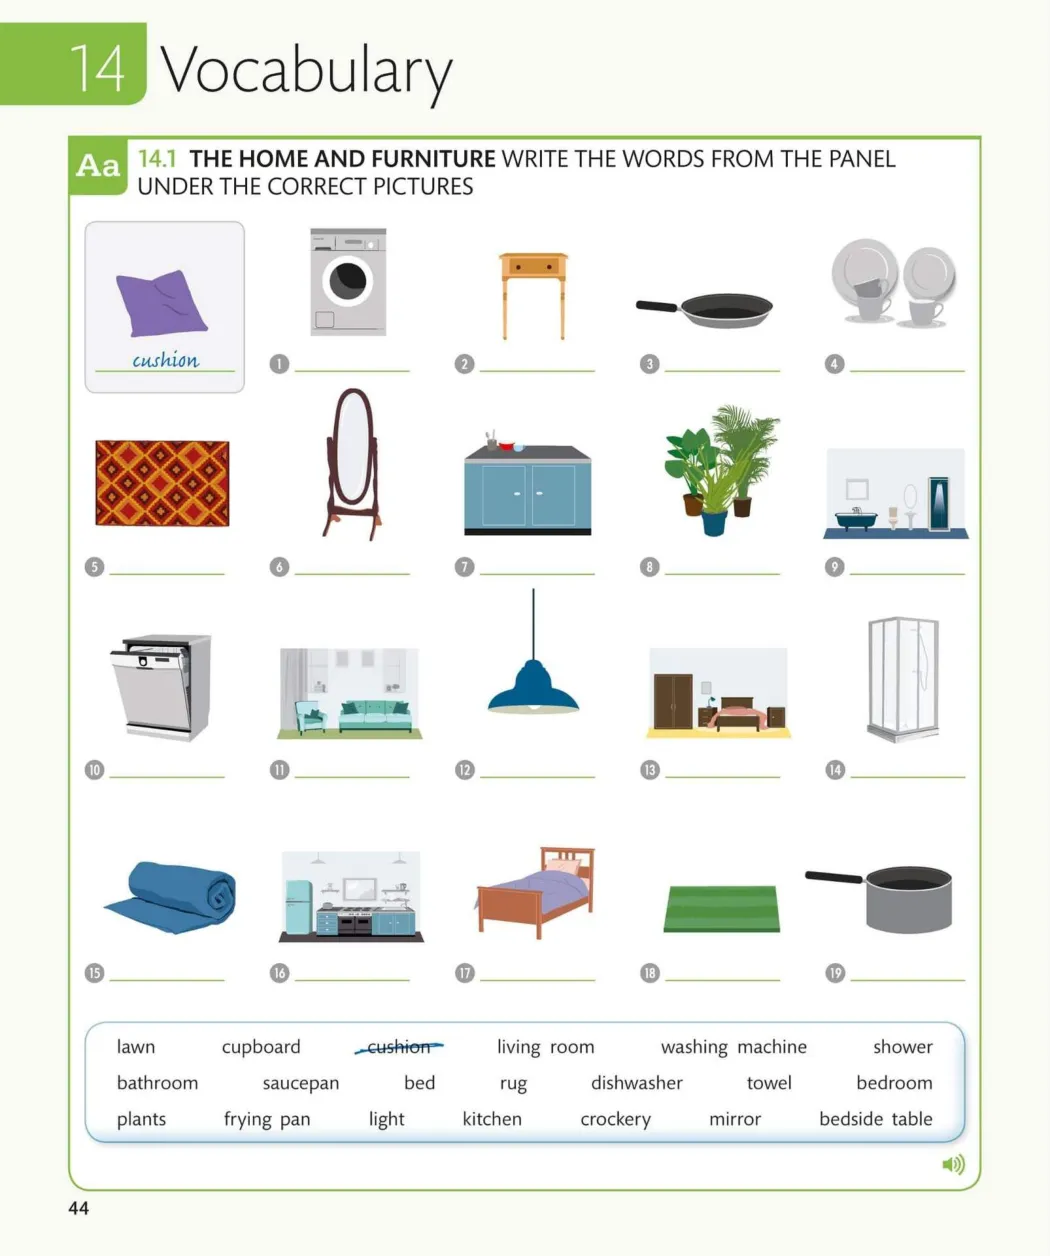 14 Vocabulary
Aa 14.1 THE HOME AND FURNITURE WRITE THE WORDS FROM THE PANEL
UNDER THE CORRECT PICTURES
cushion
1 2 3 4
5 6 7 8 9
10 11 12 13 14
15 16 17 18 19
lawn cupboard cushion living room washing machine shower
bathroom saucepan bed rug dishwasher towel bedroom
plants frying pan light kitchen crockery mirror bedside table
44